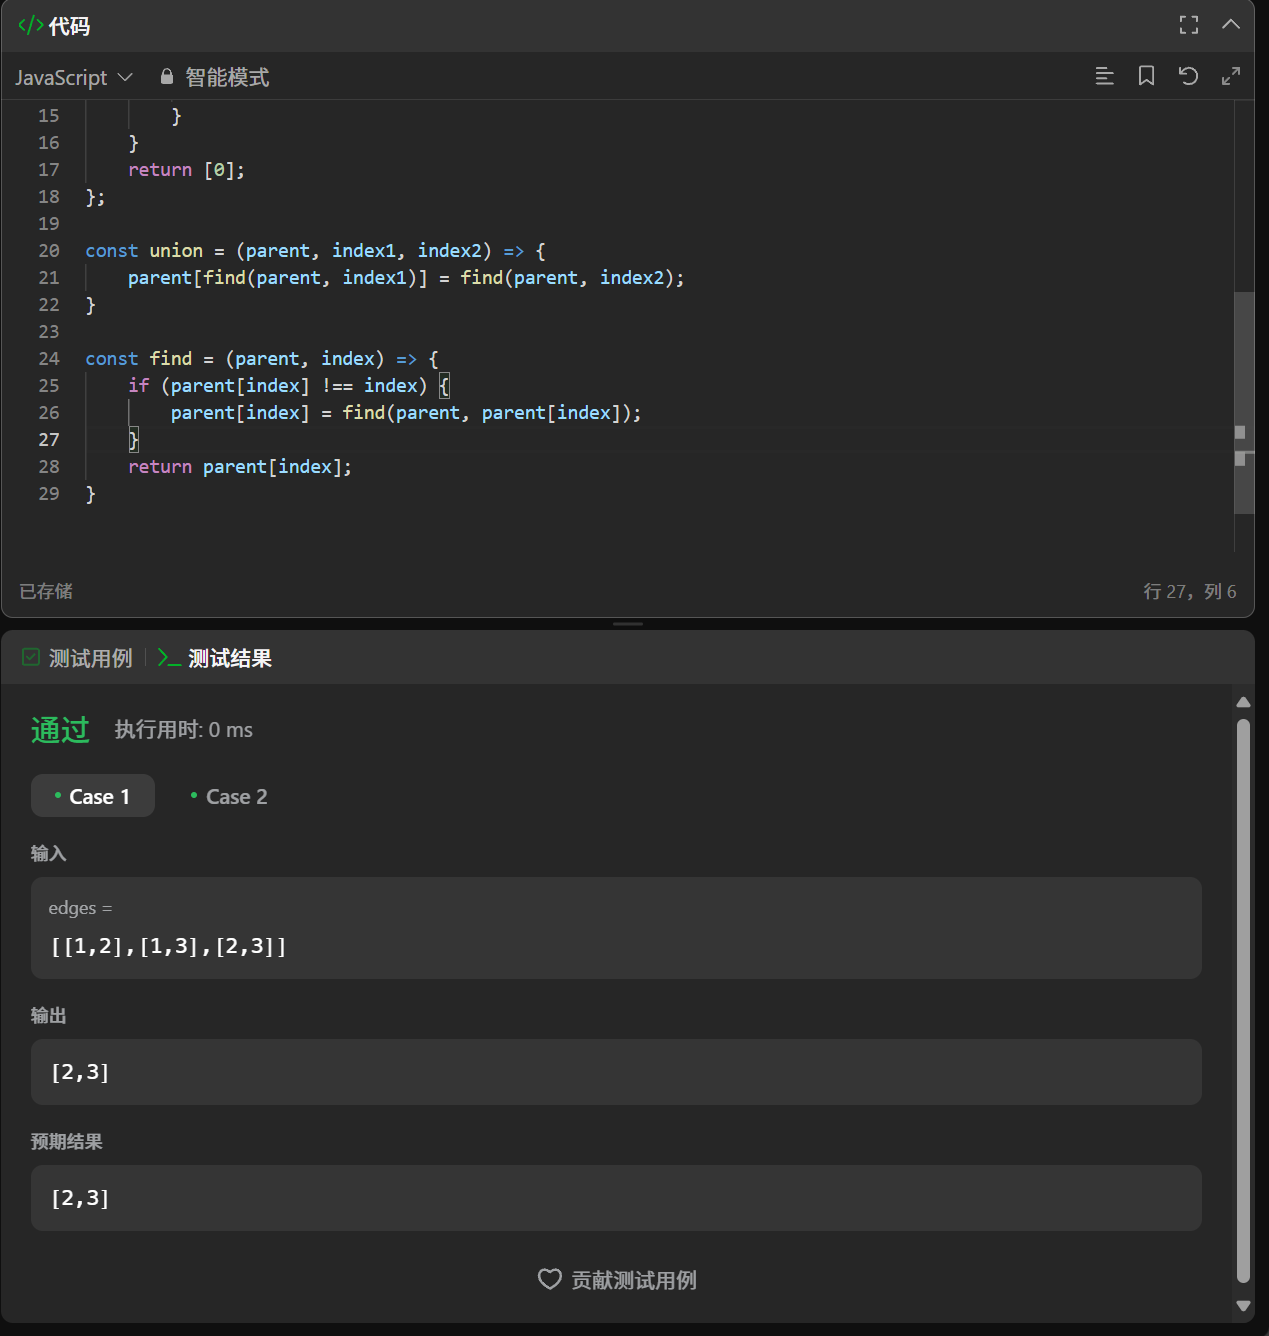 </> 代码
JavaScript 智能模式
15 }
16 }
17 return [0];
18 };
19
20 const union = (parent, index1, index2) => {
21 parent[find(parent, index1)] = find(parent, index2);
22 }
23
24 const find = (parent, index) => {
25 if (parent[index] !== index) {
26 parent[index] = find(parent, parent[index]);
27 }
28 return parent[index];
29 }
已存储 行 27，列 6
测试用例 >_ 测试结果
通过 执行用时: 0 ms
• Case 1 • Case 2
输入
edges =
[[1,2],[1,3],[2,3]]
输出
[2,3]
预期结果
[2,3]
贡献测试用例